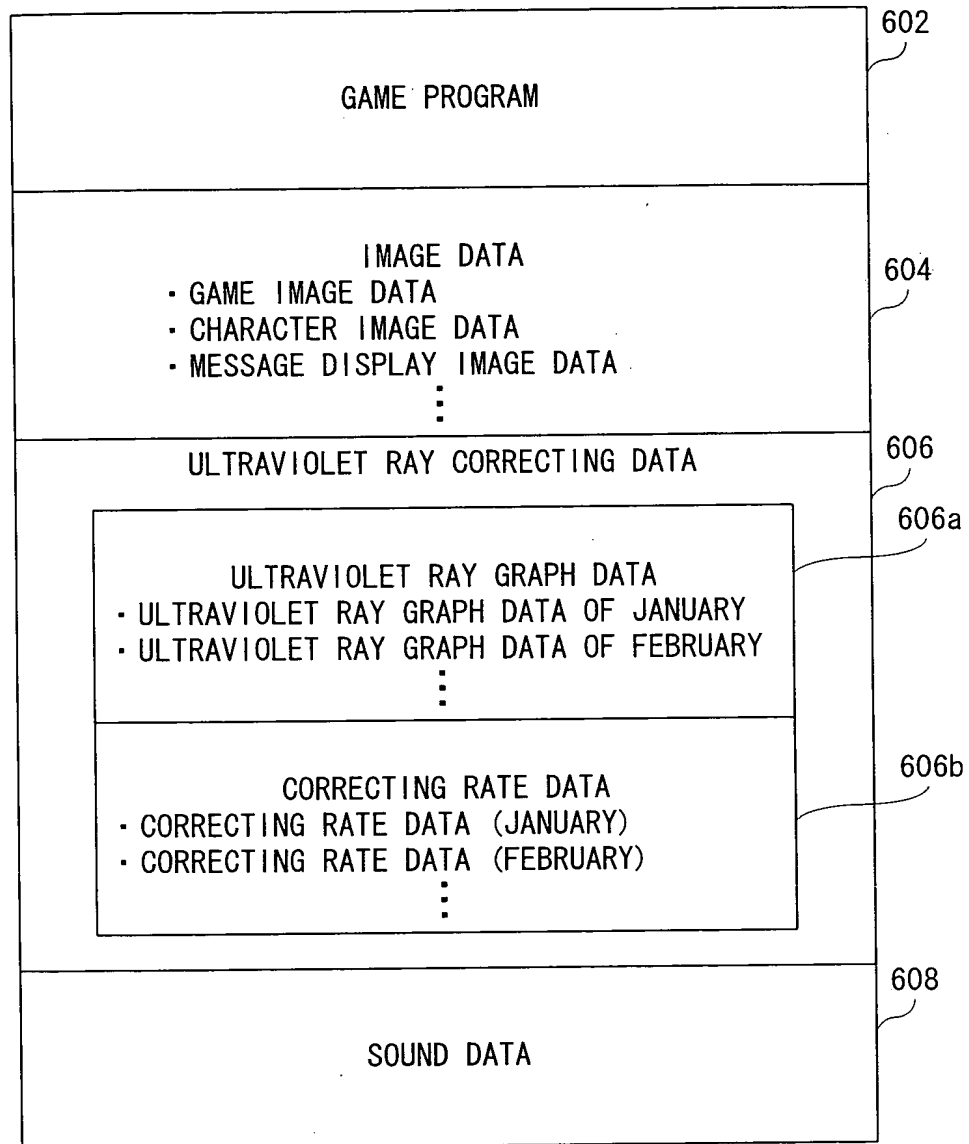 602
GAME PROGRAM
IMAGE DATA
・GAME IMAGE DATA
・CHARACTER IMAGE DATA
・MESSAGE DISPLAY IMAGE DATA
⋮
604
ULTRAVIOLET RAY CORRECTING DATA
606
606a
ULTRAVIOLET RAY GRAPH DATA
・ULTRAVIOLET RAY GRAPH DATA OF JANUARY
・ULTRAVIOLET RAY GRAPH DATA OF FEBRUARY
⋮
606b
CORRECTING RATE DATA
・CORRECTING RATE DATA (JANUARY)
・CORRECTING RATE DATA (FEBRUARY)
⋮
608
SOUND DATA